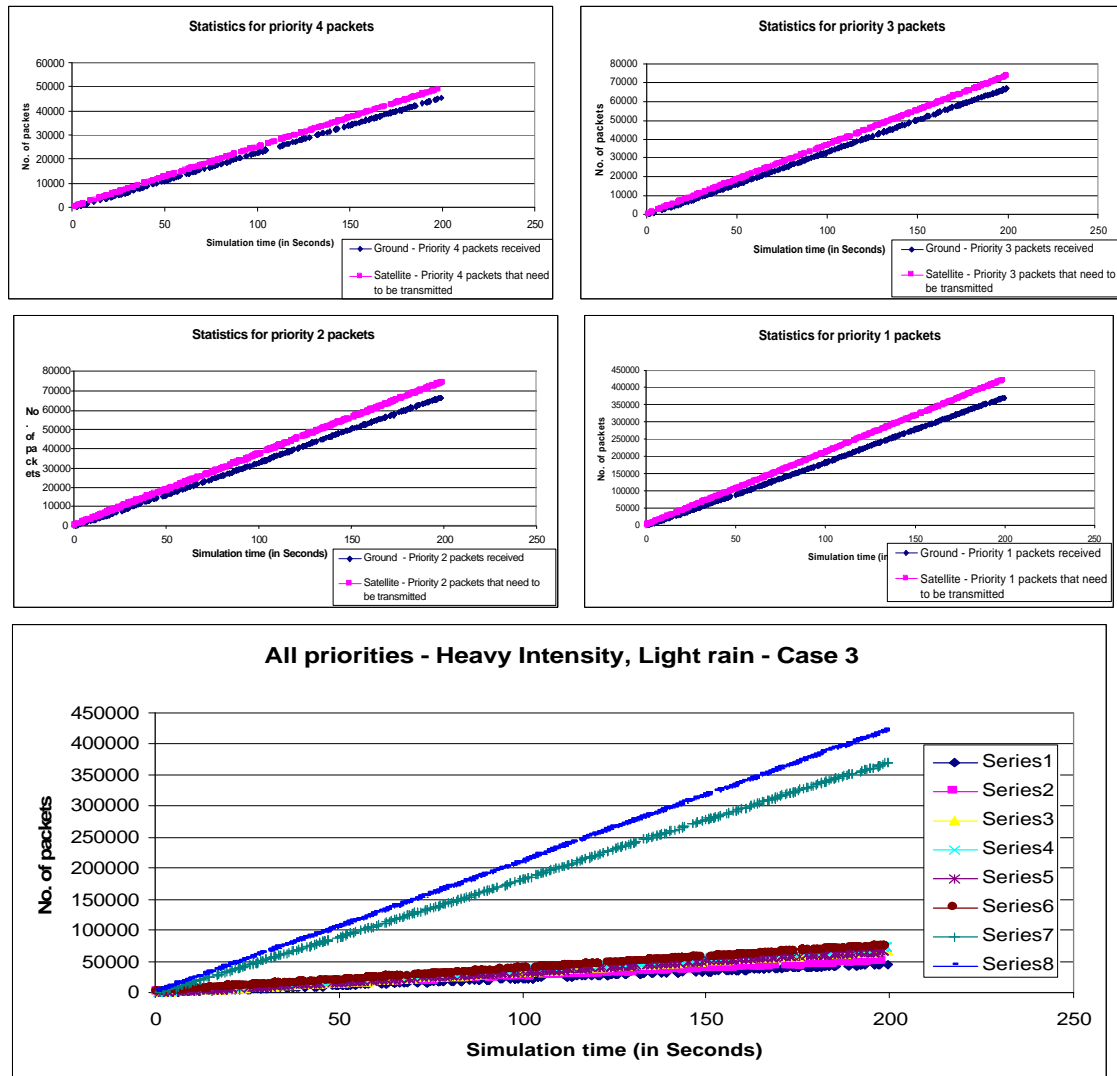 Statistics for priority 4 packets
60000
50000
40000
30000
20000
10000
0
No. of packets
0 50 100 150 200 250
Simulation time (in Seconds)
Ground - Priority 4 packets received
Satellite - Priority 4 packets that need
to be transmitted
Statistics for priority 3 packets
80000
70000
60000
50000
40000
30000
20000
10000
0
No. of packets
0 50 100 150 200 250
Simulation time (in Seconds)
Ground - Priority 3 packets received
Satellite - Priority 3 packets that need to
be transmitted
Statistics for priority 2 packets
80000
70000
60000
50000
40000
30000
20000
10000
0
No
.
of
pa
ck
ets
0 50 100 150 200 250
Simulation time (in Seconds)
Ground - Priority 2 packets received
Satellite - Priority 2 packets that need to
be transmitted
Statistics for priority 1 packets
450000
400000
350000
300000
250000
200000
150000
100000
50000
0
No. of packets
0 50 100 150 200 250
Simulation time (in
Ground - Priority 1 packets received
Satellite - Priority 1 packets that need
to be transmitted
All priorities - Heavy Intensity, Light rain - Case 3
450000
400000
350000
300000
250000
200000
150000
100000
50000
0
No. of packets
0 50 100 150 200 250
Simulation time (in Seconds)
Series1
Series2
Series3
Series4
Series5
Series6
Series7
Series8